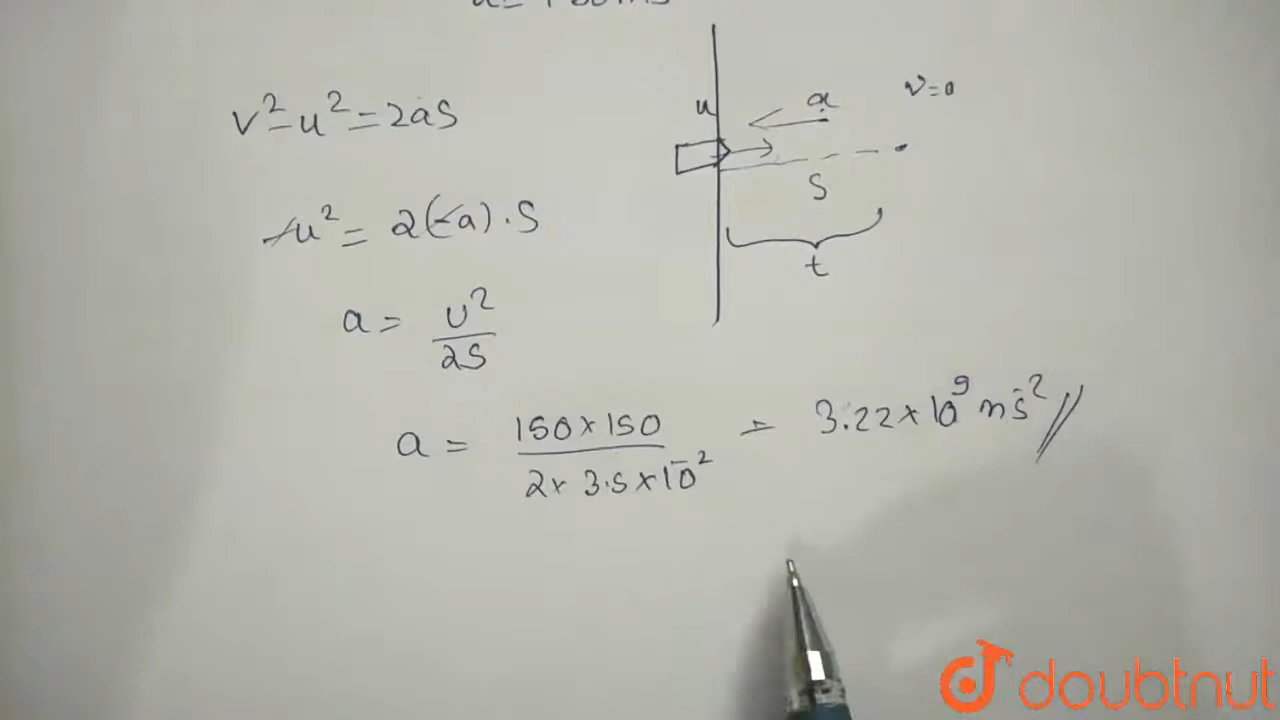 v²-u²=2as
-u² = 2(-a).S
a = u²/2S
a = 150×150/2×3.5×10⁻² = 3.22×10⁹ ms⁻²//
u
a
v=0
S
t
doubtnut